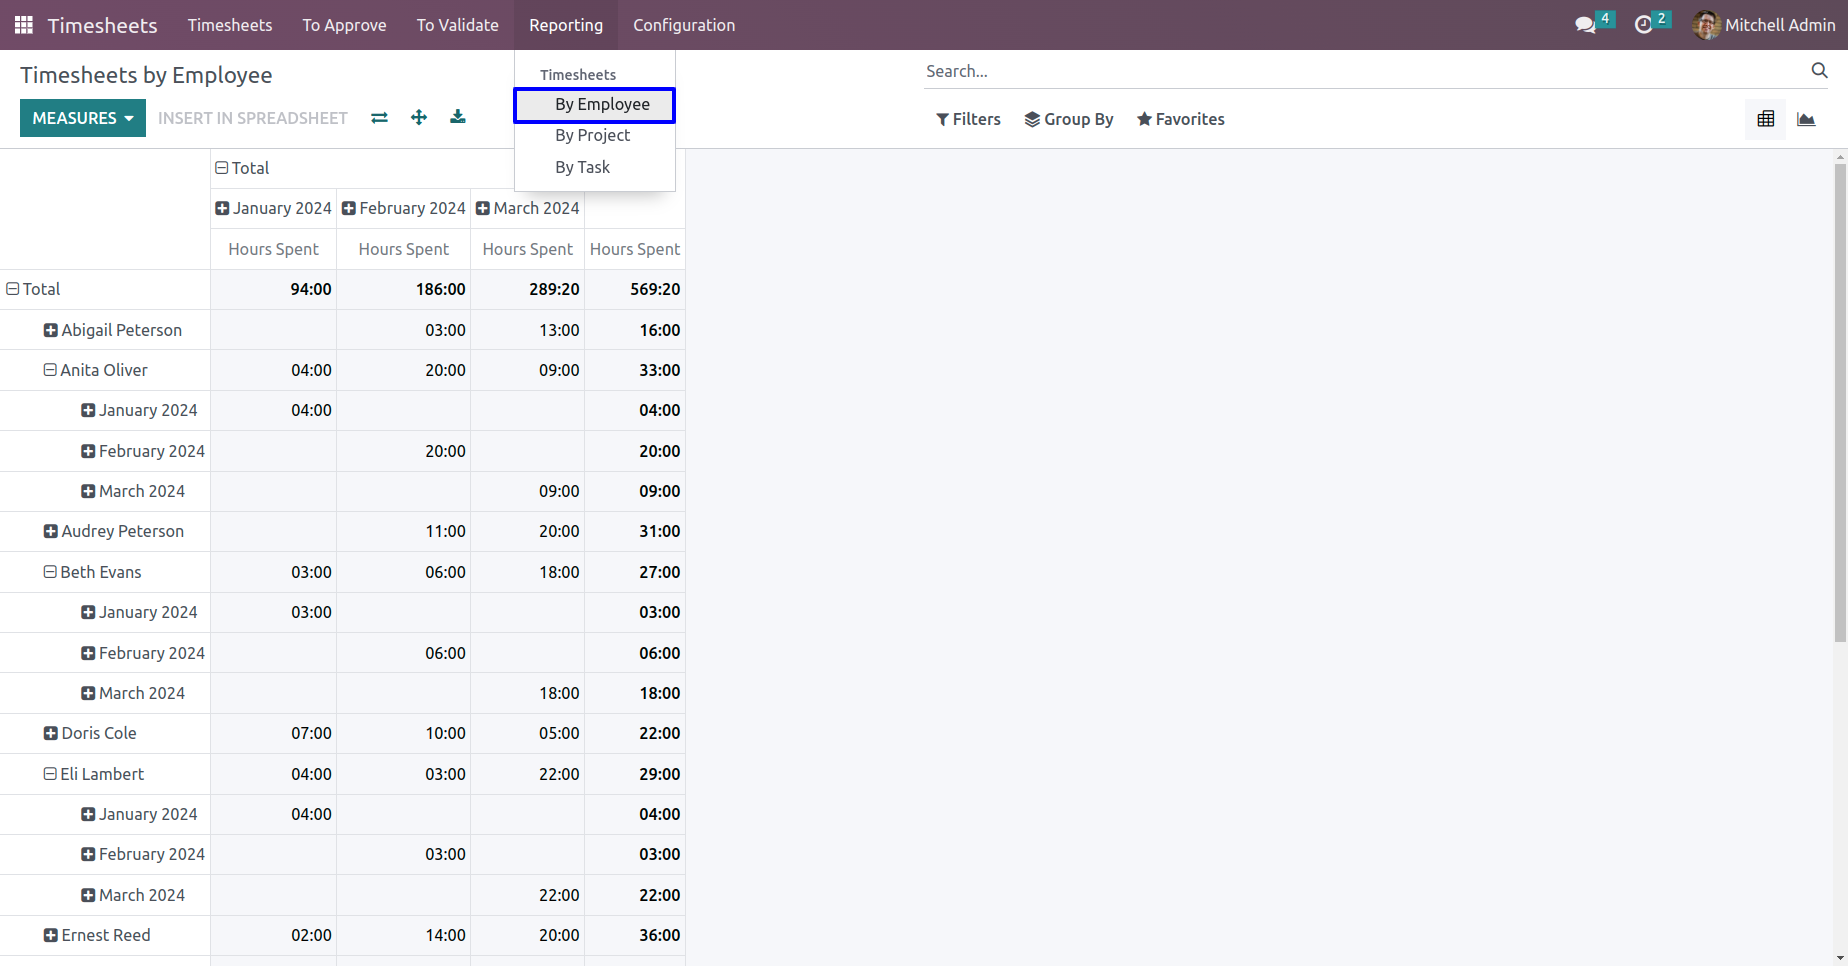 Timesheets Timesheets To Approve To Validate Reporting Configuration 4 2 Mitchell Admin
Timesheets by Employee
Search...
MEASURES INSERT IN SPREADSHEET
Filters Group By Favorites
Timesheets
By Employee
By Project
By Task
Total
January 2024 February 2024 March 2024
Hours Spent Hours Spent Hours Spent Hours Spent
Total 94:00 186:00 289:20 569:20
Abigail Peterson 03:00 13:00 16:00
Anita Oliver 04:00 20:00 09:00 33:00
January 2024 04:00 04:00
February 2024 20:00 20:00
March 2024 09:00 09:00
Audrey Peterson 11:00 20:00 31:00
Beth Evans 03:00 06:00 18:00 27:00
January 2024 03:00 03:00
February 2024 06:00 06:00
March 2024 18:00 18:00
Doris Cole 07:00 10:00 05:00 22:00
Eli Lambert 04:00 03:00 22:00 29:00
January 2024 04:00 04:00
February 2024 03:00 03:00
March 2024 22:00 22:00
Ernest Reed 02:00 14:00 20:00 36:00